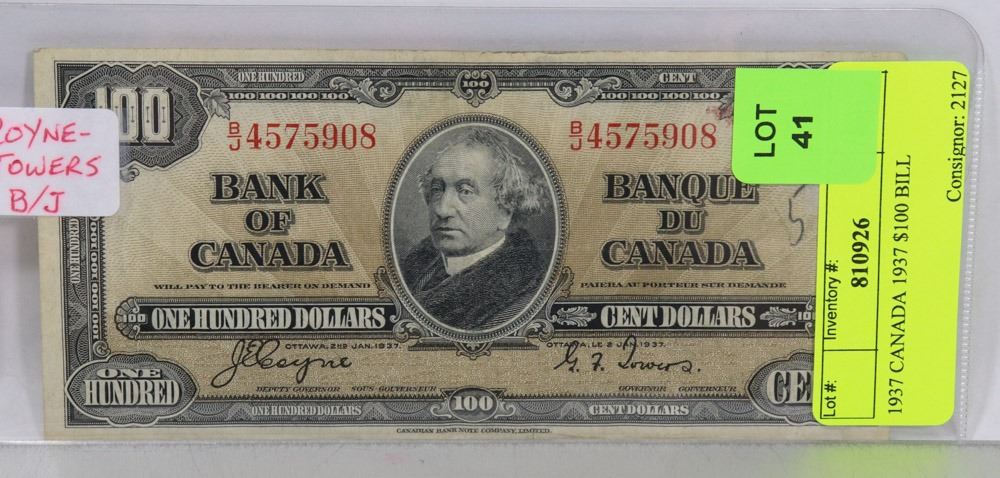 COYNE-
TOWERS
B/J
ONE HUNDRED
CENT
100
100 100 100 100 100
100
B/J 4575908
B/J 4575908
BANK
OF
CANADA
BANQUE
DU
CANADA
5
WILL PAY TO THE BEARER ON DEMAND
PAIERA AU PORTEUR SUR DEMANDE
100
ONE HUNDRED DOLLARS
CENT DOLLARS
OTTAWA, 2ND JAN. 1937.
OTTAWA, LE 2 JAN. 1937.
J E Coyne
G. F. Towers.
DEPUTY GOVERNOR SOUS-GOUVERNEUR
GOVERNOR GOUVERNEUR
ONE
HUNDRED
ONE HUNDRED DOLLARS
100
CENT DOLLARS
CANADIAN BANK NOTE COMPANY, LIMITED.
LOT
41
Lot #:
Inventory #:
810926
1937 CANADA 1937 $100 BILL
Consignor: 2127